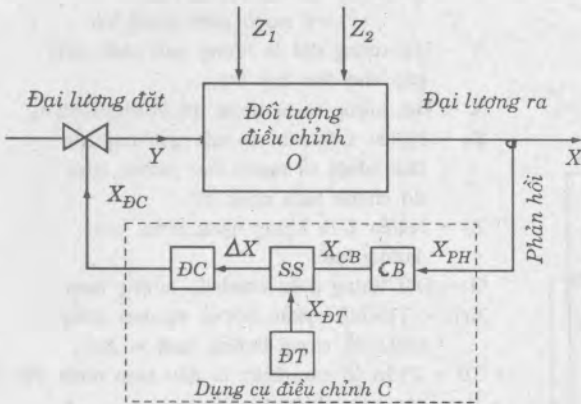 Z1
Z2
Đại lượng đặt
Đối tượng
điều chỉnh
O
Đại lượng ra
Y
X
XĐC
Phản hồi
ĐC
ΔX
SS
XCB
CB
XPH
XĐT
ĐT
Dụng cụ điều chỉnh C